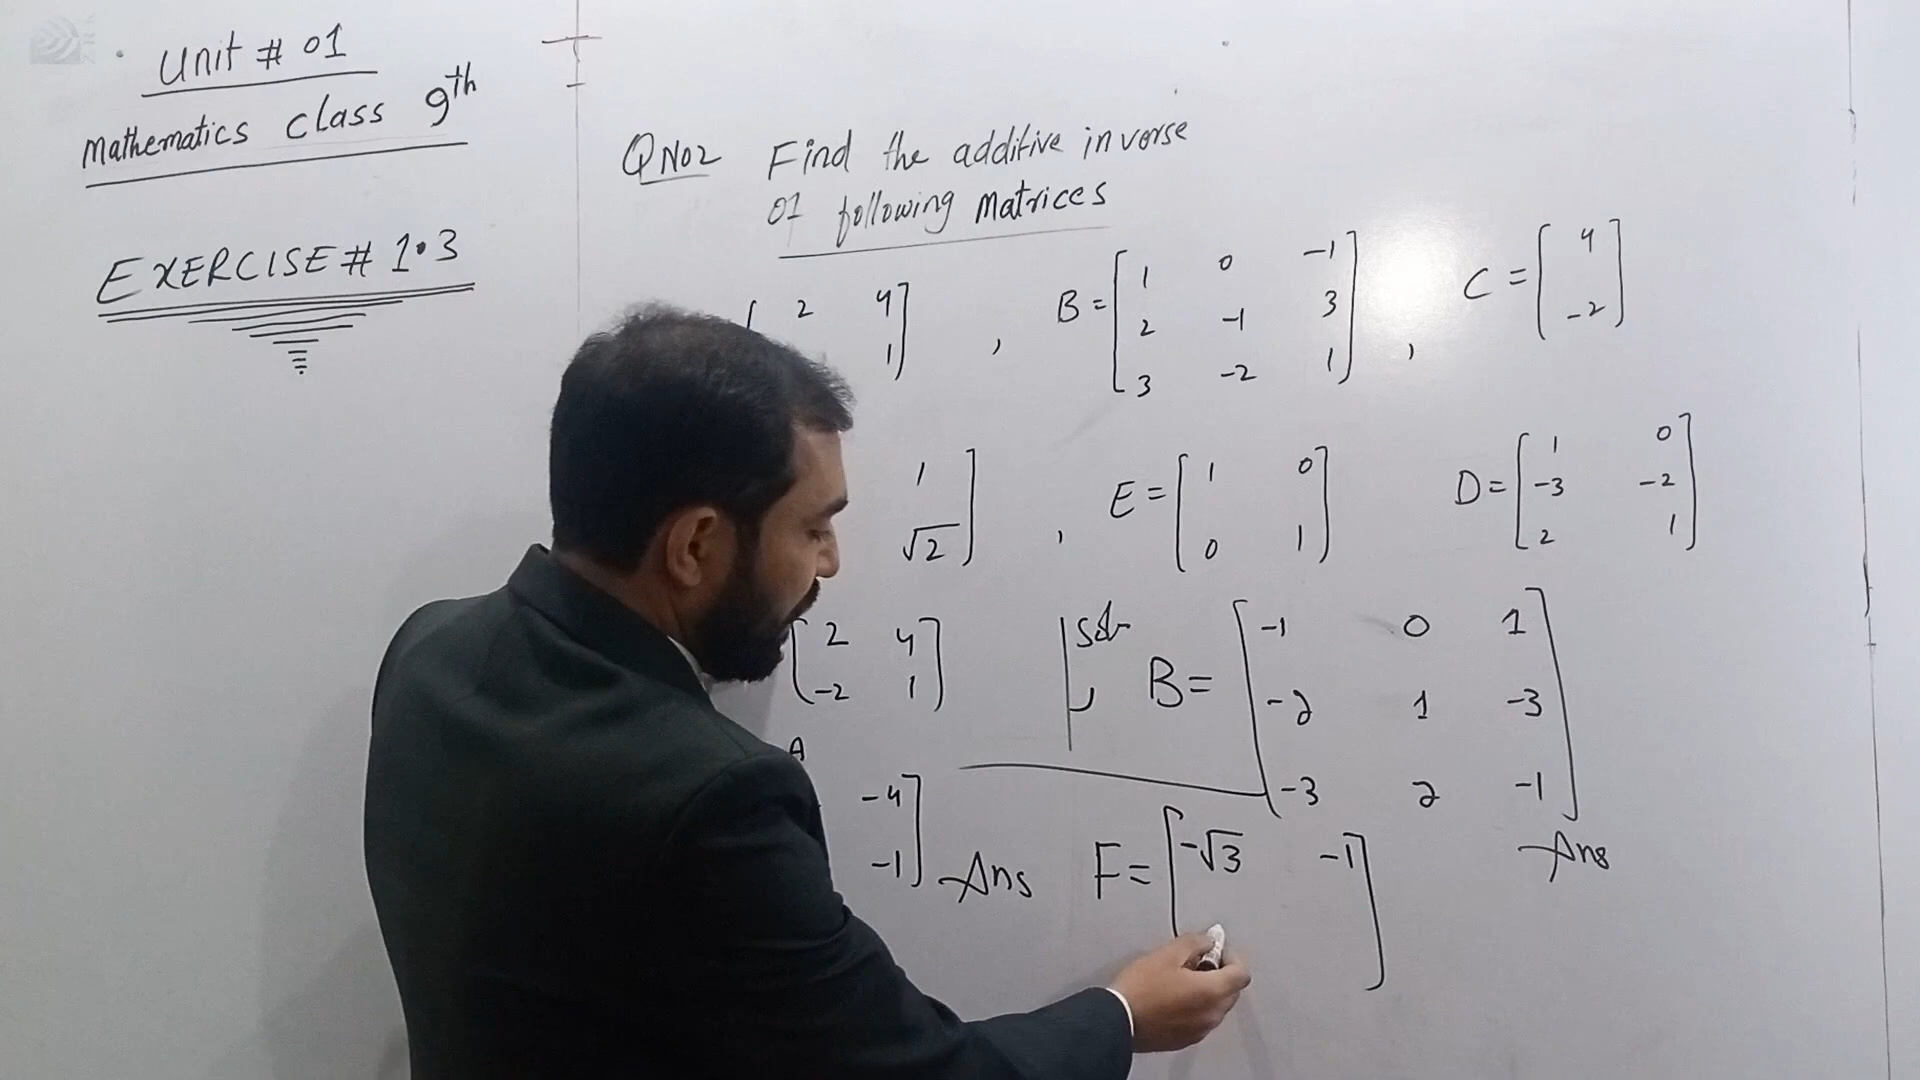 Unit # 01
Mathematics class 9th
EXERCISE # 1.3
QNO2 Find the additive inverse
of following Matrices
2 4
1
, B = [ 1 0 -1
2 -1 3
3 -2 1 ] ,
C = [ 4
-2 ]
1
√2 ]
, E = [ 1 0
0 1 ]
D = [ 1 0
-3 -2
2 1 ]
[ 2 4
-2 1 ]
A
-4
-1 ] Ans
Sol
B = [ -1 0 1
-2 1 -3
-3 2 -1 ]
Ans
F = [ -√3 -1 ]